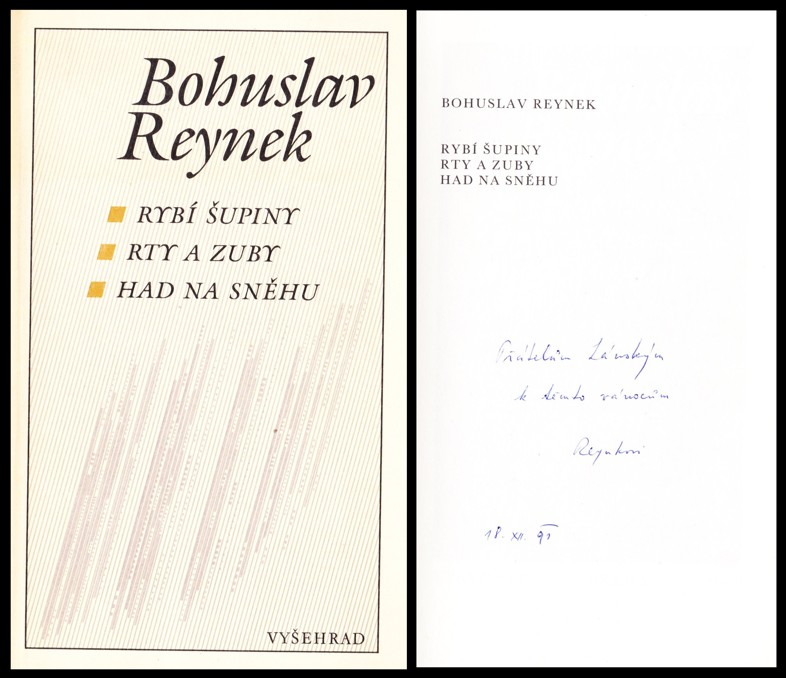 Bohuslav
Reynek
RYBÍ ŠUPINY
RTY A ZUBY
HAD NA SNĚHU
VYŠEHRAD
BOHUSLAV REYNEK
RYBÍ ŠUPINY
RTY A ZUBY
HAD NA SNĚHU
Přátelům Lánským
k těmto vánocům
Reynkovi
18. XII. 91